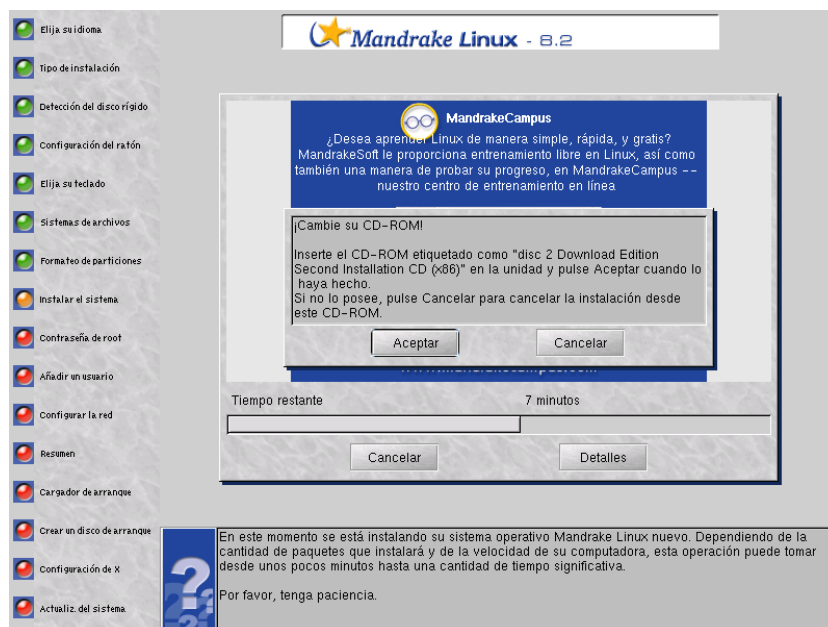 Elija su idioma
Tipo de instalación
Detección del disco rígido
Configuración del ratón
Elija su teclado
Sistemas de archivos
Formateo de particiones
Instalar el sistema
Contraseña de root
Añadir un usuario
Configurar la red
Resumen
Cargador de arranque
Crear un disco de arranque
Configuración de X
Actualiz. del sistema
Mandrake Linux - 8.2
MandrakeCampus
¿Desea aprender Linux de manera simple, rápida, y gratis?
MandrakeSoft le proporciona entrenamiento libre en Linux, así como
también una manera de probar su progreso, en MandrakeCampus --
nuestro centro de entrenamiento en línea
¡Cambie su CD-ROM!
Inserte el CD-ROM etiquetado como "disc 2 Download Edition
Second Installation CD (x86)" en la unidad y pulse Aceptar cuando lo
haya hecho.
Si no lo posee, pulse Cancelar para cancelar la instalación desde
este CD-ROM.
Aceptar Cancelar
Tiempo restante 7 minutos
Cancelar Detalles
En este momento se está instalando su sistema operativo Mandrake Linux nuevo. Dependiendo de la
cantidad de paquetes que instalará y de la velocidad de su computadora, esta operación puede tomar
desde unos pocos minutos hasta una cantidad de tiempo significativa.
Por favor, tenga paciencia.